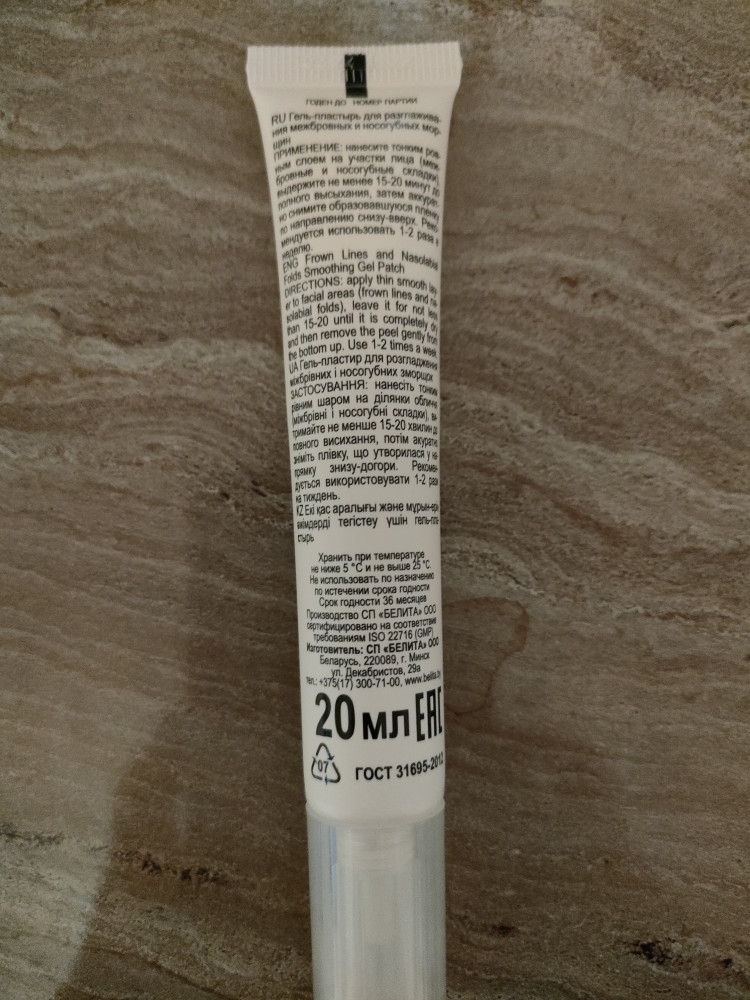 ГОДЕН ДО НОМЕР ПАРТИИ
RU Гель-пластырь для разглажива-
ния межбровных и носогубных мор-
щин
ПРИМЕНЕНИЕ: нанесите тонким ров-
ным слоем на участки лица (меж-
бровные и носогубные складки),
выдержите не менее 15-20 минут до
полного высыхания, затем аккурат-
но снимите образовавшуюся пленку
по направлению снизу-вверх. Реко-
мендуется использовать 1-2 раза в
неделю.
ENG Frown Lines and Nasolabial
Folds Smoothing Gel Patch
DIRECTIONS: apply thin smooth lay-
er to facial areas (frown lines and na-
solabial folds), leave it for not less
than 15-20 until it is completely dry
and then remove the peel gently from
the bottom up. Use 1-2 times a week.
UA Гель-пластир для розгладження
міжбрівних і носогубних зморщок
ЗАСТОСУВАННЯ: нанесіть тонким
рівним шаром на ділянки обличчя
(міжбрівні і носогубні складки), ви-
тримайте не менше 15-20 хвилин до
повного висихання, потім акуратно
зніміть плівку, що утворилася у на-
прямку знизу-догори. Рекомен-
дується використовувати 1-2 рази
на тиждень.
KZ Екі қас аралығы және мұрын-ерін
әжімдерді тегістеу үшін гель-пла-
стырь
Хранить при температуре
не ниже 5 °C и не выше 25 °C.
Не использовать по назначению
по истечении срока годности
Срок годности 36 месяцев
Производство СП «БЕЛИТА» ООО
сертифицировано на соответствие
требованиям ISO 22716 (GMP)
Изготовитель: СП «БЕЛИТА» ООО
Беларусь, 220089, г. Минск
ул. Декабристов, 29а
тел.: +375(17) 300-71-00, www.belita.by
20 мл EAC
07 ГОСТ 31695-2012